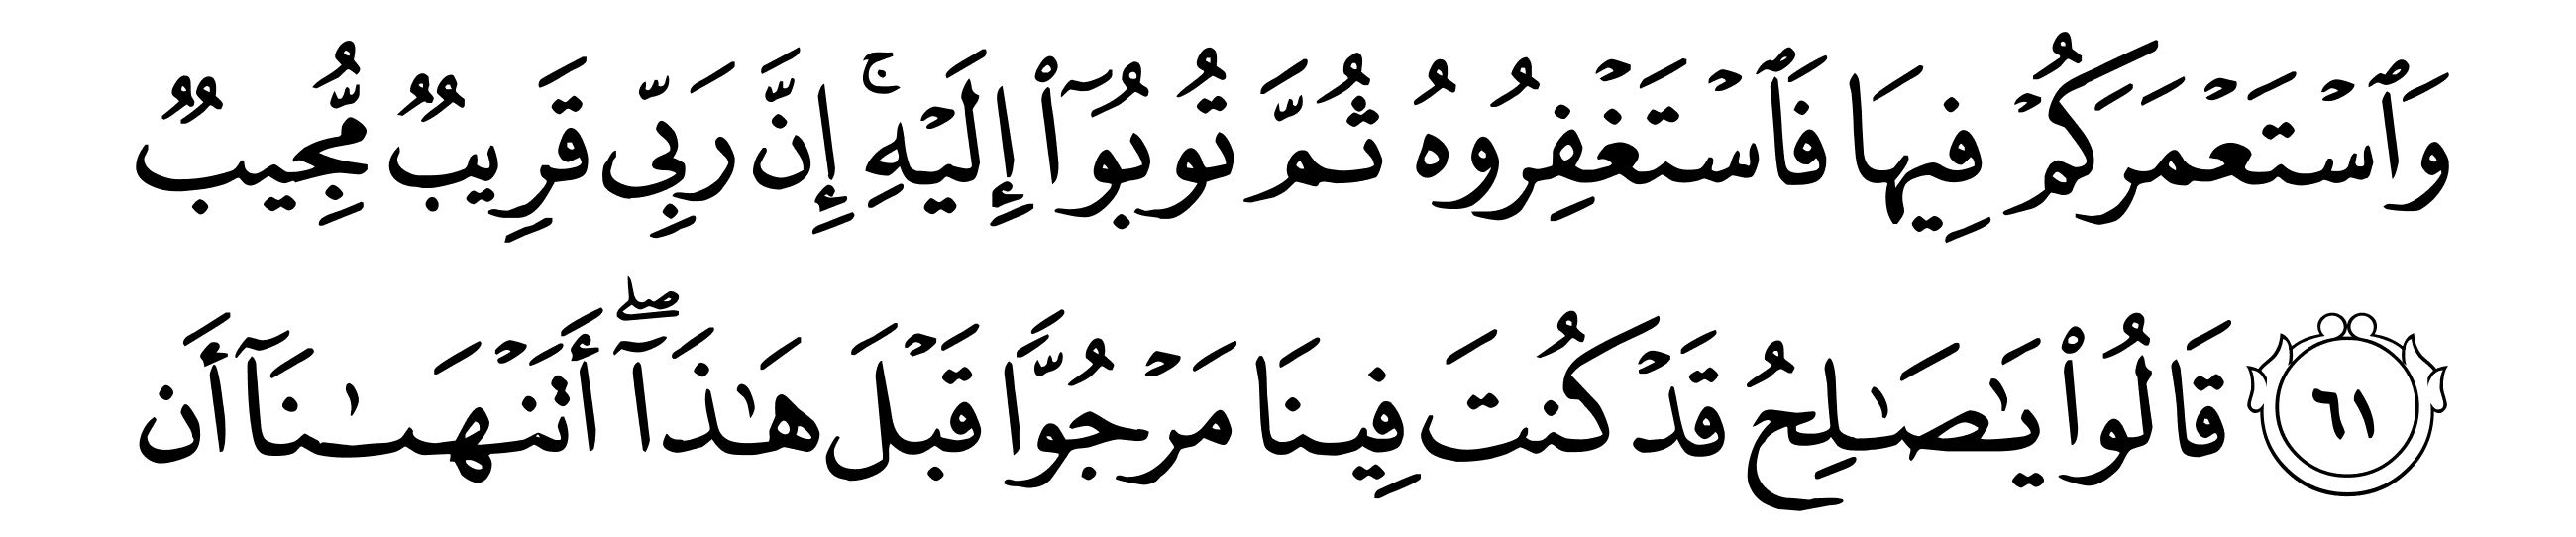 وَٱسۡتَعۡمَرَكُمۡ فِيهَا فَٱسۡتَغۡفِرُوهُ ثُمَّ تُوبُوٓاْ إِلَيۡهِۚ إِنَّ رَبِّي قَرِيبٌ مُّجِيبٌ
٦١ قَالُواْ يَٰصَٰلِحُ قَدۡ كُنتَ فِينَا مَرۡجُوّٗا قَبۡلَ هَٰذَآۖ أَتَنۡهَىٰنَآ أَن